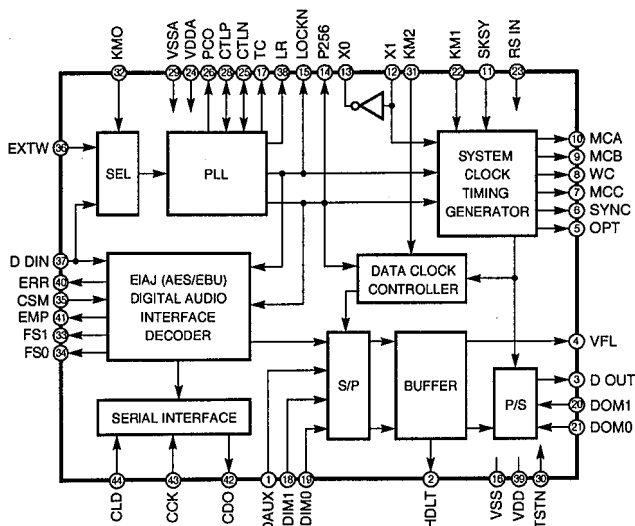 KMO
VSSA
VDDA
PCO
CTLP
CTLN
TC
LR
LOCKN
P256
X0
X1
KM2
KM1
SKSY
RS IN
32
29
24
26
28
25
17
38
15
14
13
12
31
22
11
23
EXTW
36
SEL
PLL
SYSTEM
CLOCK
TIMING
GENERATOR
10 MCA
9 MCB
8 WC
7 MCC
6 SYNC
5 OPT
D DIN 37
ERR 40
CSM 35
EMP 41
FS1 33
FS0 34
EIAJ (AES/EBU)
DIGITAL AUDIO
INTERFACE
DECODER
DATA CLOCK
CONTROLLER
S/P
BUFFER
P/S
4 VFL
3 D OUT
20 DOM1
21 DOM0
SERIAL INTERFACE
44
43
42
1
18
19
2
16
39
30
CLD
CCK
CDO
DAUX
DIM1
DIM0
HDLT
VSS
VDD
TSTN